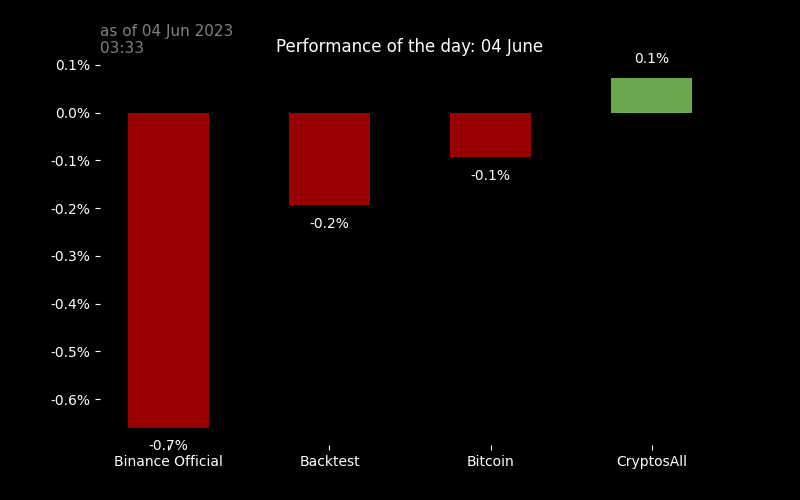 as of 04 Jun 2023
03:33
Performance of the day: 04 June
0.1%
0.1%
0.0%
-0.1%
-0.1%
-0.2%
-0.2%
-0.3%
-0.4%
-0.5%
-0.6%
-0.7%
Binance Official
Backtest
Bitcoin
CryptosAll